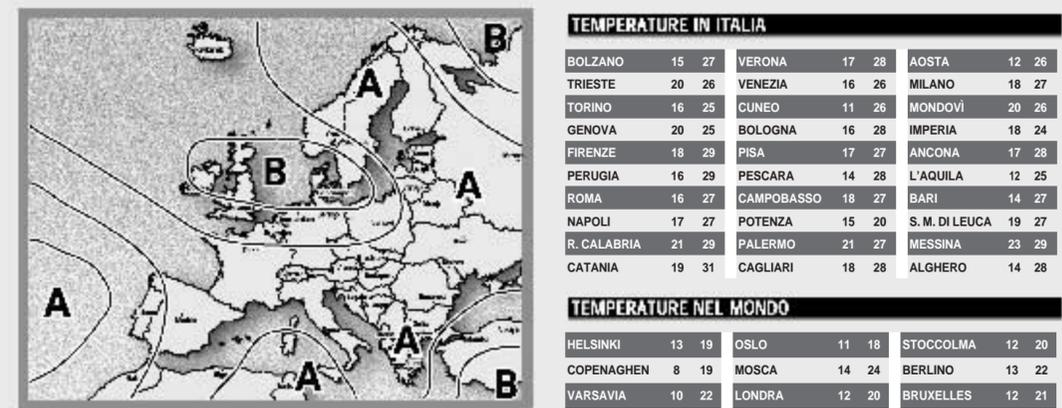 B
A
B
A
A
A
A
B
TEMPERATURE IN ITALIA
BOLZANO 15 27 VERONA 17 28 AOSTA 12 26
TRIESTE 20 26 VENEZIA 16 26 MILANO 18 27
TORINO 16 25 CUNEO 11 26 MONDOVÌ 20 26
GENOVA 20 25 BOLOGNA 16 28 IMPERIA 18 24
FIRENZE 18 29 PISA 17 27 ANCONA 17 28
PERUGIA 16 29 PESCARA 14 28 L'AQUILA 12 25
ROMA 16 27 CAMPOBASSO 18 27 BARI 14 27
NAPOLI 17 27 POTENZA 15 20 S. M. DI LEUCA 19 27
R. CALABRIA 21 29 PALERMO 21 27 MESSINA 23 29
CATANIA 19 31 CAGLIARI 18 28 ALGHERO 14 28
TEMPERATURE NEL MONDO
HELSINKI 13 19 OSLO 11 18 STOCCOLMA 12 20
COPENAGHEN 8 19 MOSCA 14 24 BERLINO 13 22
VARSAVIA 10 22 LONDRA 12 20 BRUXELLES 12 21